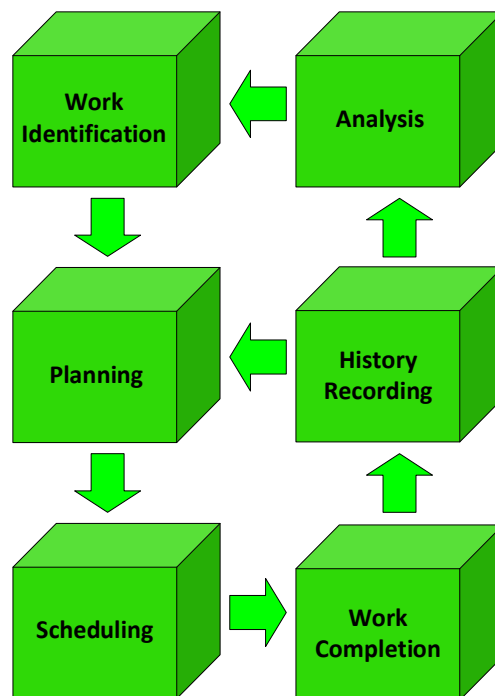 Work
Identification
Analysis
Planning
History
Recording
Scheduling
Work
Completion